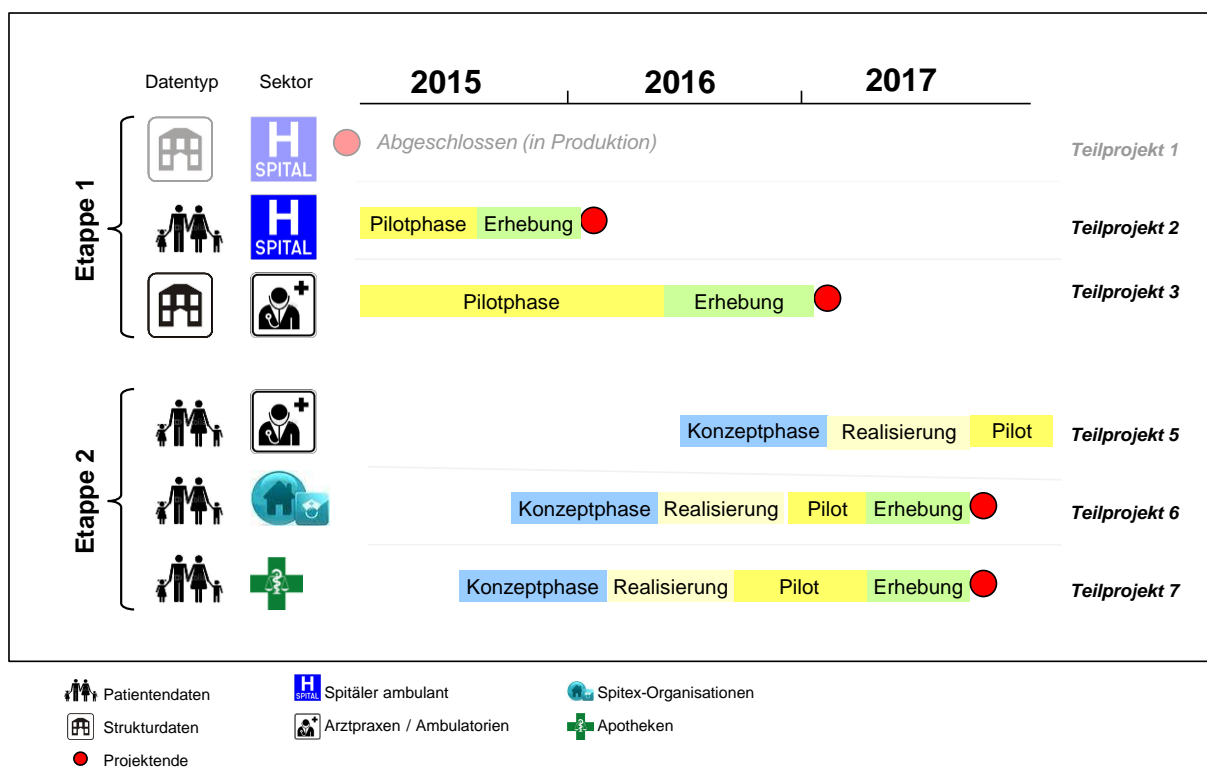 Datentyp Sektor 2015 2016 2017
Etappe 1
H SPITAL Abgeschlossen (in Produktion) Teilprojekt 1
H SPITAL Pilotphase Erhebung Teilprojekt 2
Pilotphase Erhebung Teilprojekt 3
Etappe 2
Konzeptphase Realisierung Pilot Teilprojekt 5
Konzeptphase Realisierung Pilot Erhebung Teilprojekt 6
Konzeptphase Realisierung Pilot Erhebung Teilprojekt 7
Patientendaten H SPITAL Spitäler ambulant Spitex-Organisationen
Strukturdaten Arztpraxen / Ambulatorien Apotheken
Projektende